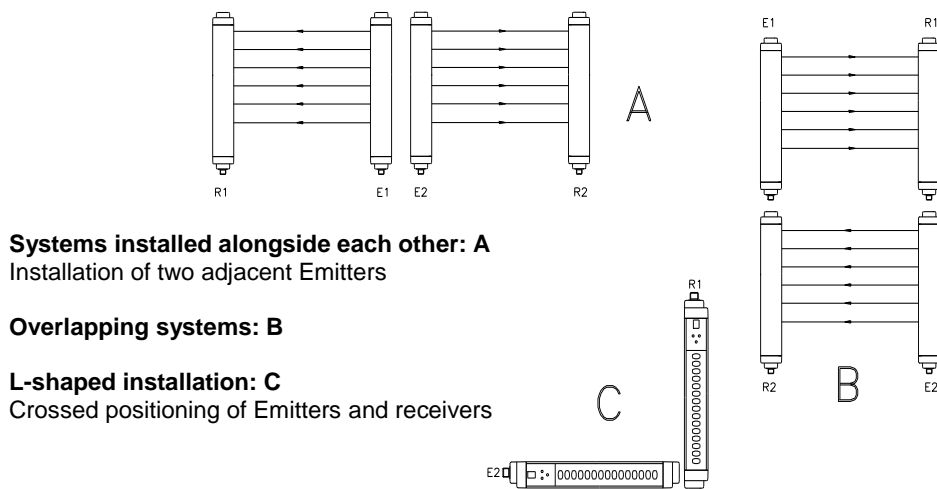 E1 R1
A
R1 E1 E2 R2
Systems installed alongside each other: A
Installation of two adjacent Emitters
Overlapping systems: B
L-shaped installation: C
Crossed positioning of Emitters and receivers
R1
R2 E2
B
C
E2